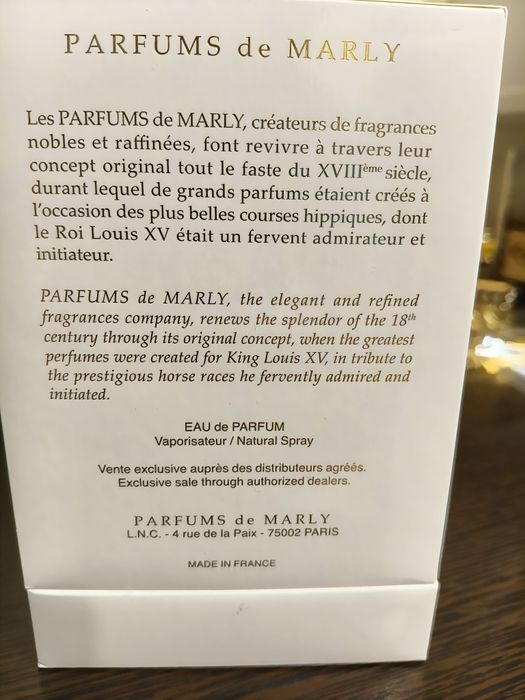 PARFUMS de MARLY
Les PARFUMS de MARLY, créateurs de fragrances
nobles et raffinées, font revivre à travers leur
concept original tout le faste du XVIIIème siècle,
durant lequel de grands parfums étaient créés à
l'occasion des plus belles courses hippiques, dont
le Roi Louis XV était un fervent admirateur et
initiateur.
PARFUMS de MARLY, the elegant and refined
fragrances company, renews the splendor of the 18th
century through its original concept, when the greatest
perfumes were created for King Louis XV, in tribute to
the prestigious horse races he fervently admired and
initiated.
EAU de PARFUM
Vaporisateur / Natural Spray
Vente exclusive auprès des distributeurs agréés.
Exclusive sale through authorized dealers.
PARFUMS de MARLY
L.N.C. - 4 rue de la Paix - 75002 PARIS
MADE IN FRANCE